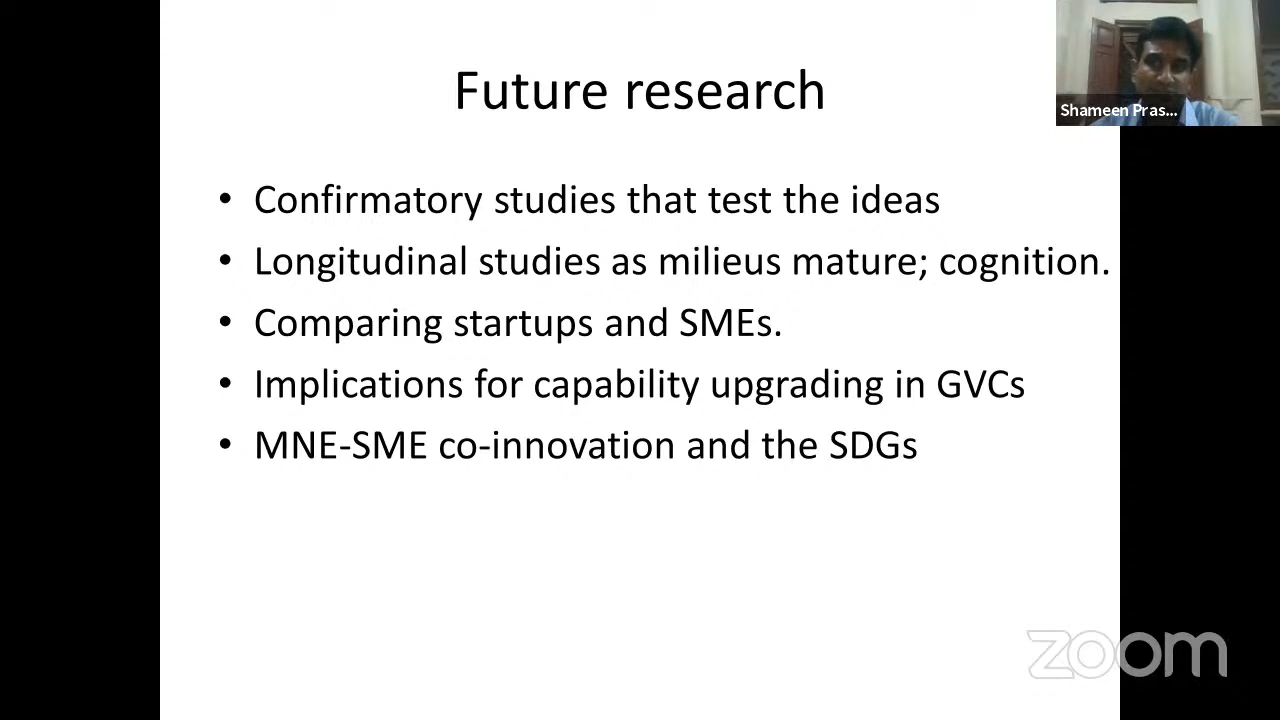 Future research
Shameen Pras...
• Confirmatory studies that test the ideas
• Longitudinal studies as milieus mature; cognition.
• Comparing startups and SMEs.
• Implications for capability upgrading in GVCs
• MNE-SME co-innovation and the SDGs
zoom